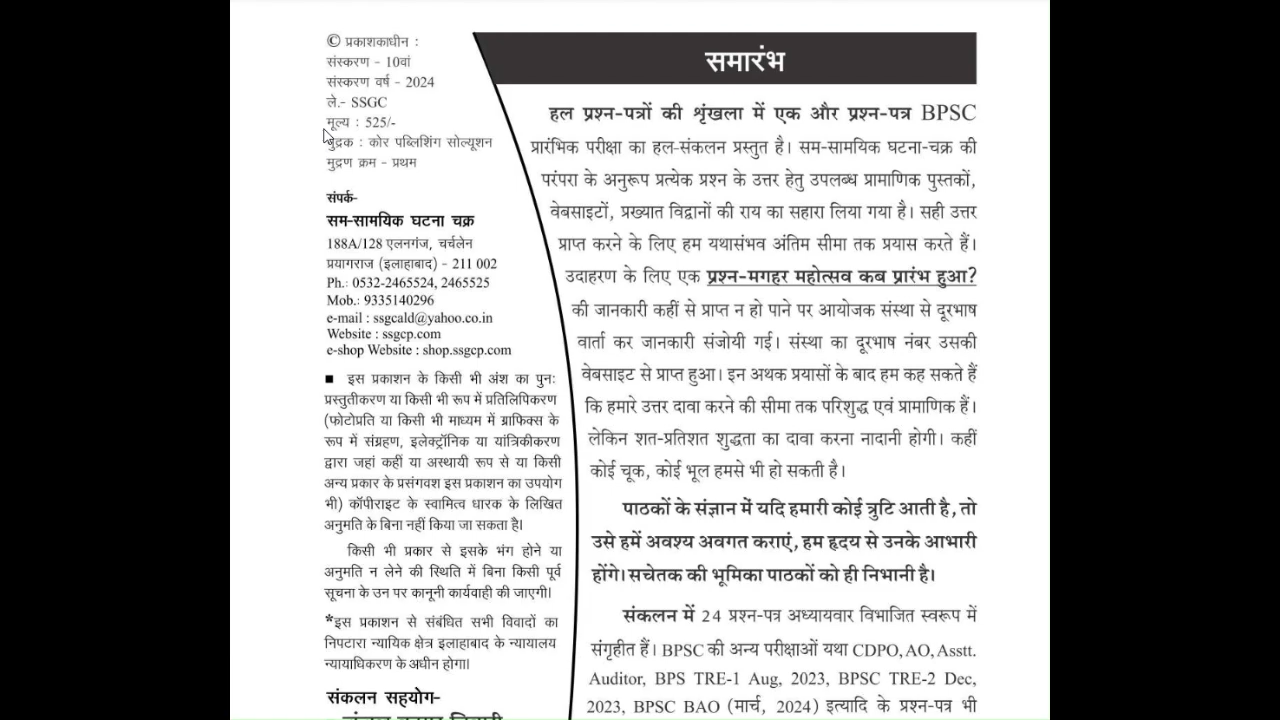 © प्रकाशकाधीन :
संस्करण - 10वां
संस्करण वर्ष - 2024
ले.- SSGC
मूल्य : 525/-
मुद्रक : कोर पब्लिशिंग सोल्यूशन
मुद्रण क्रम - प्रथम
संपर्क-
सम-सामयिक घटना चक्र
188A/128 एलनगंज, चर्चलेन
प्रयागराज (इलाहाबाद) - 211 002
Ph.: 0532-2465524, 2465525
Mob.: 9335140296
e-mail : ssgcald@yahoo.co.in
Website : ssgcp.com
e-shop Website : shop.ssgcp.com
■ इस प्रकाशन के किसी भी अंश का पुनः
प्रस्तुतीकरण या किसी भी रूप में प्रतिलिपिकरण
(फोटोप्रति या किसी भी माध्यम में ग्राफिक्स के
रूप में संग्रहण, इलेक्ट्रॉनिक या यांत्रिकीकरण
द्वारा जहां कहीं या अस्थायी रूप से या किसी
अन्य प्रकार के प्रसंगवश इस प्रकाशन का उपयोग
भी) कॉपीराइट के स्वामित्व धारक के लिखित
अनुमति के बिना नहीं किया जा सकता है।
किसी भी प्रकार से इसके भंग होने या
अनुमति न लेने की स्थिति में बिना किसी पूर्व
सूचना के उन पर कानूनी कार्यवाही की जाएगी।
*इस प्रकाशन से संबंधित सभी विवादों का
निपटारा न्यायिक क्षेत्र इलाहाबाद के न्यायालय
न्यायाधिकरण के अधीन होगा।
संकलन सहयोग-
समारंभ
हल प्रश्न-पत्रों की शृंखला में एक और प्रश्न-पत्र BPSC
प्रारंभिक परीक्षा का हल-संकलन प्रस्तुत है। सम-सामयिक घटना-चक्र की
परंपरा के अनुरूप प्रत्येक प्रश्न के उत्तर हेतु उपलब्ध प्रामाणिक पुस्तकों,
वेबसाइटों, प्रख्यात विद्वानों की राय का सहारा लिया गया है। सही उत्तर
प्राप्त करने के लिए हम यथासंभव अंतिम सीमा तक प्रयास करते हैं।
उदाहरण के लिए एक प्रश्न-मगहर महोत्सव कब प्रारंभ हुआ?
की जानकारी कहीं से प्राप्त न हो पाने पर आयोजक संस्था से दूरभाष
वार्ता कर जानकारी संजोयी गई। संस्था का दूरभाष नंबर उसकी
वेबसाइट से प्राप्त हुआ। इन अथक प्रयासों के बाद हम कह सकते हैं
कि हमारे उत्तर दावा करने की सीमा तक परिशुद्ध एवं प्रामाणिक हैं।
लेकिन शत-प्रतिशत शुद्धता का दावा करना नादानी होगी। कहीं
कोई चूक, कोई भूल हमसे भी हो सकती है।
पाठकों के संज्ञान में यदि हमारी कोई त्रुटि आती है, तो
उसे हमें अवश्य अवगत कराएं, हम हृदय से उनके आभारी
होंगे। सचेतक की भूमिका पाठकों को ही निभानी है।
संकलन में 24 प्रश्न-पत्र अध्यायवार विभाजित स्वरूप में
संगृहीत हैं। BPSC की अन्य परीक्षाओं यथा CDPO, AO, Asstt.
Auditor, BPS TRE-1 Aug, 2023, BPSC TRE-2 Dec,
2023, BPSC BAO (मार्च, 2024) इत्यादि के प्रश्न-पत्र भी